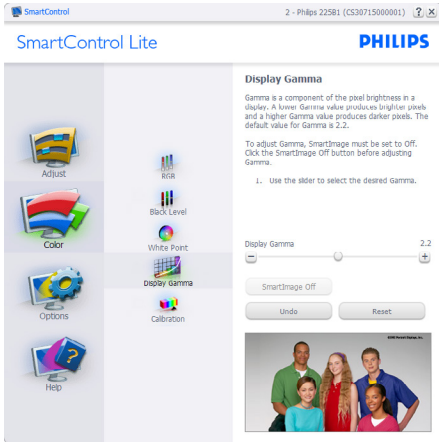 SmartControl
2 - Philips 225B1 (CS30715000001)
? X
SmartControl Lite
PHILIPS
Adjust
Color
Options
Help
RGB
Black Level
White Point
Display Gamma
Calibration
Display Gamma
Gamma is a component of the pixel brightness in a
display. A lower Gamma value produces brighter pixels
and a higher Gamma value produces darker pixels. The
default value for Gamma is 2.2.
To adjust Gamma, SmartImage must be set to Off.
Click the SmartImage Off button before adjusting
Gamma.
1. Use the slider to select the desired Gamma.
Display Gamma 2.2
SmartImage Off
Undo Reset